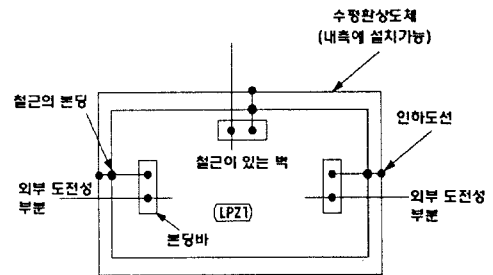 수평환상도체
(내측에 설치가능)
철근의 본딩
인하도선
철근이 있는 벽
외부 도전성
부분
외부 도전성
부분
LPZ1
본딩바